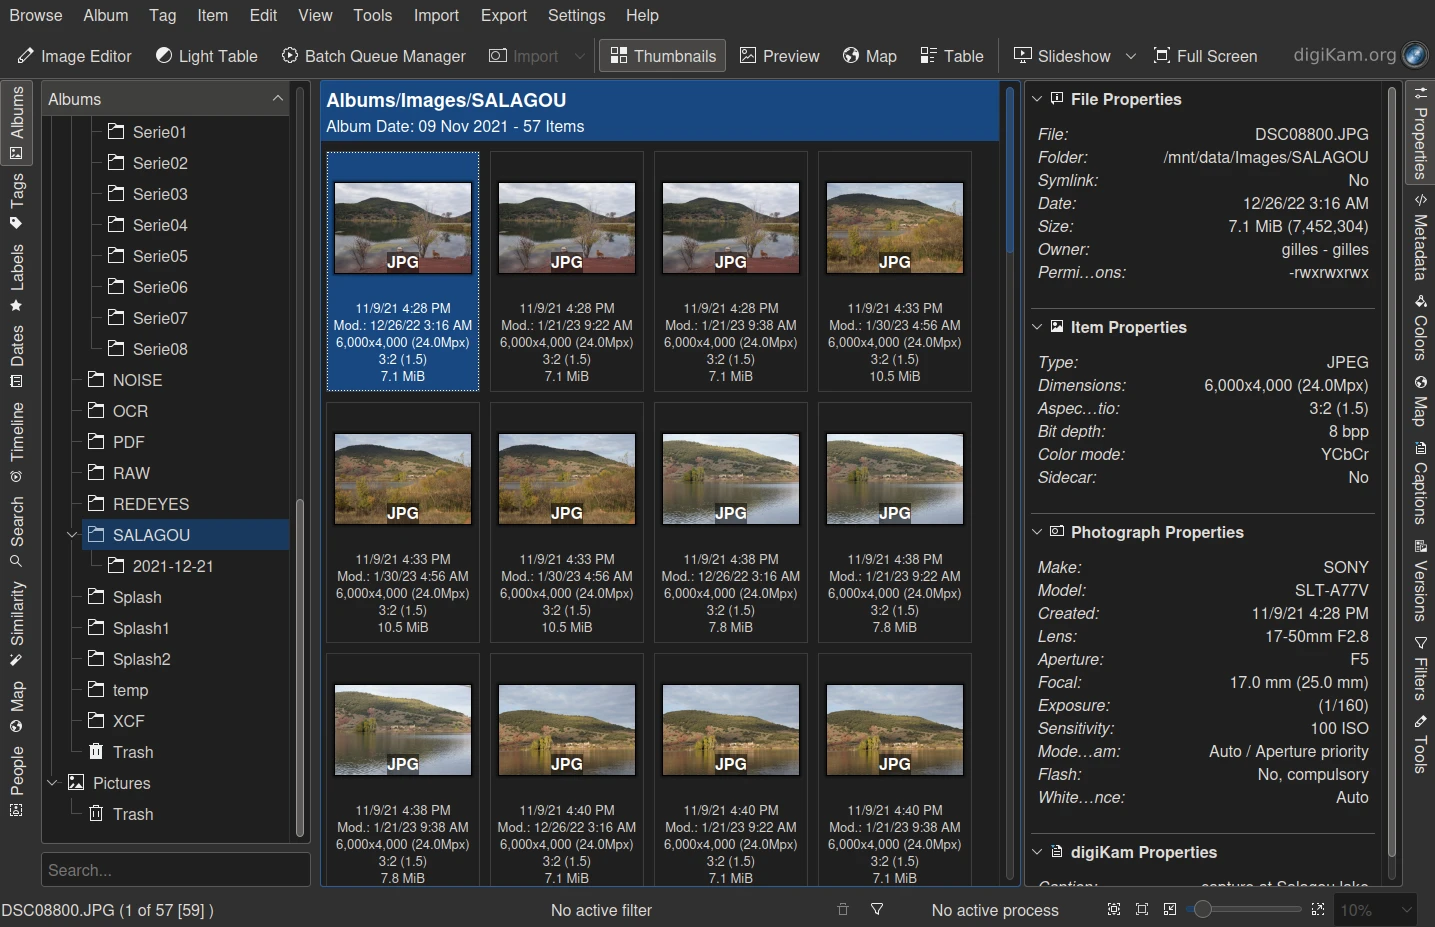 Browse Album Tag Item Edit View Tools Import Export Settings Help
Image Editor Light Table Batch Queue Manager Import Thumbnails Preview Map Table Slideshow Full Screen digiKam.org
Albums
Tags
Labels
Dates
Timeline
Search
Similarity
Map
People
Albums
Serie01
Serie02
Serie03
Serie04
Serie05
Serie06
Serie07
Serie08
NOISE
OCR
PDF
RAW
REDEYES
SALAGOU
2021-12-21
Splash
Splash1
Splash2
temp
XCF
Trash
Pictures
Trash
Search...
Albums/Images/SALAGOU
Album Date: 09 Nov 2021 - 57 Items
JPG JPG JPG JPG
11/9/21 4:28 PM 11/9/21 4:28 PM 11/9/21 4:28 PM 11/9/21 4:33 PM
Mod.: 12/26/22 3:16 AM Mod.: 1/21/23 9:22 AM Mod.: 1/21/23 9:38 AM Mod.: 1/30/23 4:56 AM
6,000x4,000 (24.0Mpx) 6,000x4,000 (24.0Mpx) 6,000x4,000 (24.0Mpx) 6,000x4,000 (24.0Mpx)
3:2 (1.5) 3:2 (1.5) 3:2 (1.5) 3:2 (1.5)
7.1 MiB 7.1 MiB 7.1 MiB 10.5 MiB
JPG JPG JPG JPG
11/9/21 4:33 PM 11/9/21 4:33 PM 11/9/21 4:38 PM 11/9/21 4:38 PM
Mod.: 1/30/23 4:56 AM Mod.: 1/30/23 4:56 AM Mod.: 12/26/22 3:16 AM Mod.: 1/21/23 9:22 AM
6,000x4,000 (24.0Mpx) 6,000x4,000 (24.0Mpx) 6,000x4,000 (24.0Mpx) 6,000x4,000 (24.0Mpx)
3:2 (1.5) 3:2 (1.5) 3:2 (1.5) 3:2 (1.5)
10.5 MiB 10.5 MiB 7.8 MiB 7.8 MiB
JPG JPG JPG JPG
11/9/21 4:38 PM 11/9/21 4:40 PM 11/9/21 4:40 PM 11/9/21 4:40 PM
Mod.: 1/21/23 9:38 AM Mod.: 12/26/22 3:16 AM Mod.: 1/21/23 9:22 AM Mod.: 1/21/23 9:38 AM
6,000x4,000 (24.0Mpx) 6,000x4,000 (24.0Mpx) 6,000x4,000 (24.0Mpx) 6,000x4,000 (24.0Mpx)
3:2 (1.5) 3:2 (1.5) 3:2 (1.5) 3:2 (1.5)
7.8 MiB 7.1 MiB 7.1 MiB 7.1 MiB
File Properties
File: DSC08800.JPG
Folder: /mnt/data/Images/SALAGOU
Symlink: No
Date: 12/26/22 3:16 AM
Size: 7.1 MiB (7,452,304)
Owner: gilles - gilles
Permi...ons: -rwxrwxrwx
Item Properties
Type: JPEG
Dimensions: 6,000x4,000 (24.0Mpx)
Aspec...tio: 3:2 (1.5)
Bit depth: 8 bpp
Color mode: YCbCr
Sidecar: No
Photograph Properties
Make: SONY
Model: SLT-A77V
Created: 11/9/21 4:28 PM
Lens: 17-50mm F2.8
Aperture: F5
Focal: 17.0 mm (25.0 mm)
Exposure: (1/160)
Sensitivity: 100 ISO
Mode...am: Auto / Aperture priority
Flash: No, compulsory
White...nce: Auto
digiKam Properties
Caption: capture at Salagou lake
Properties
Metadata
Colors
Map
Captions
Versions
Filters
Tools
DSC08800.JPG (1 of 57 [59] ) No active filter No active process 10%